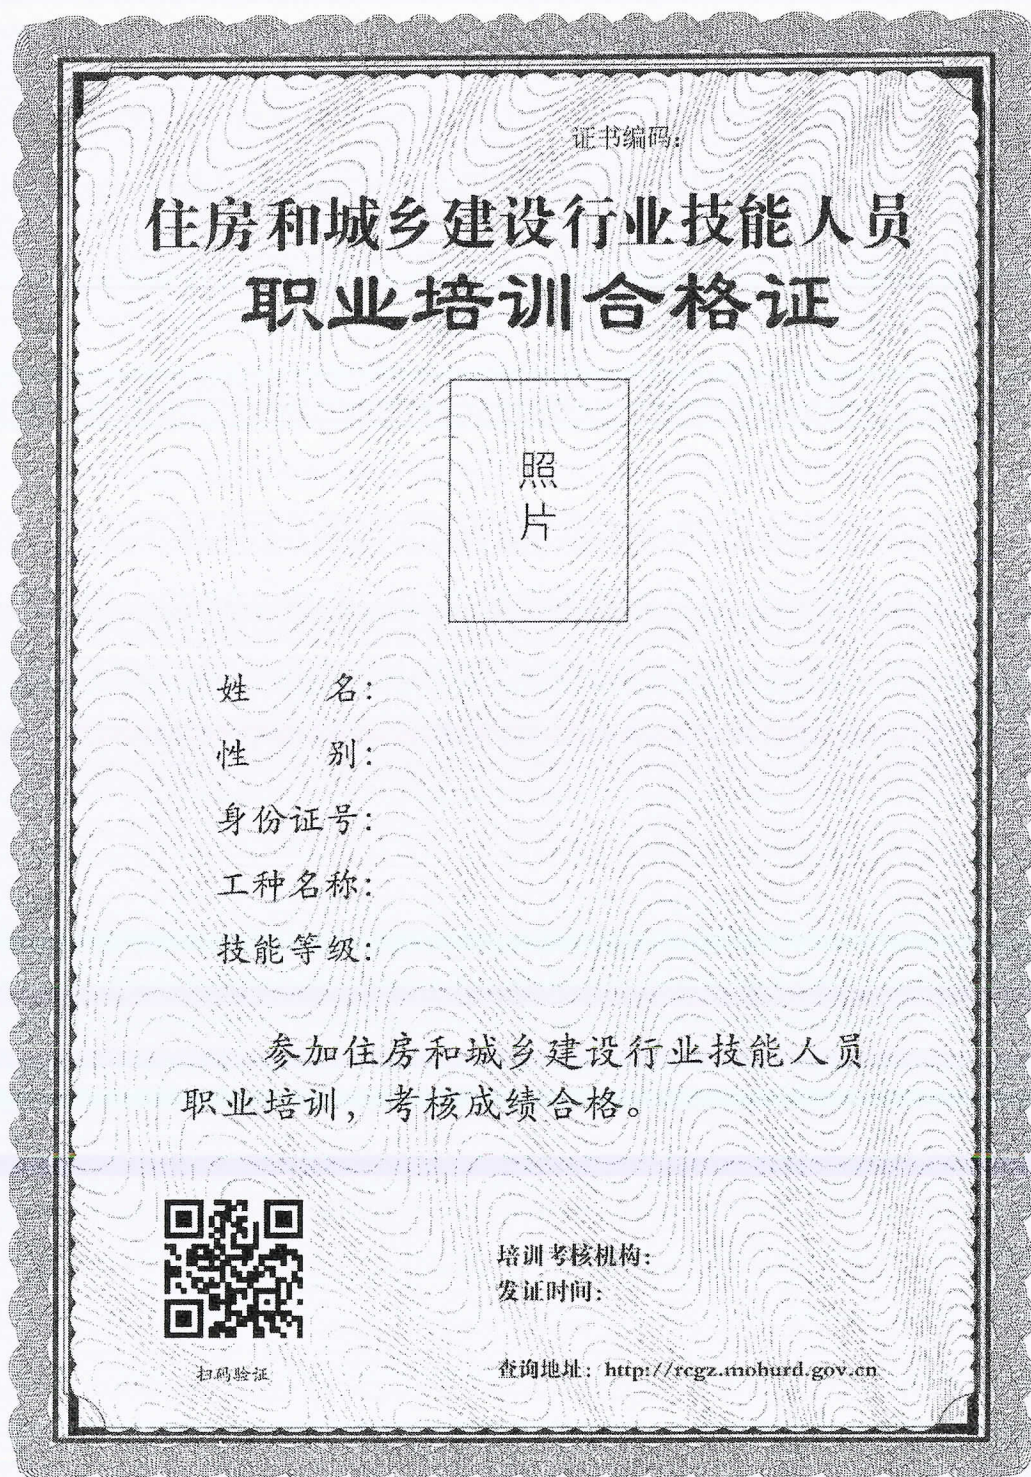 证书编码：
住房和城乡建设行业技能人员
职业培训合格证
照
片
姓　　名：
性　　别：
身份证号：
工种名称：
技能等级：
参加住房和城乡建设行业技能人员
职业培训，考核成绩合格。
培训考核机构：
发证时间：
扫码验证
查询地址：http://rcgz.mohurd.gov.cn